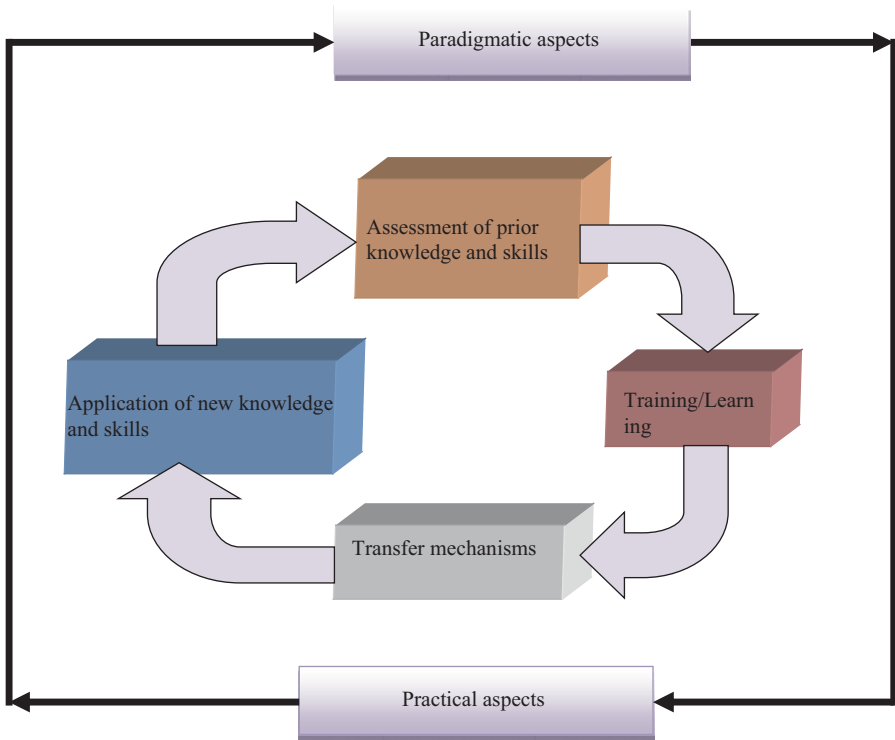 Paradigmatic aspects
Assessment of prior
knowledge and skills
Application of new knowledge
and skills
Training/Learn
ing
Transfer mechanisms
Practical aspects